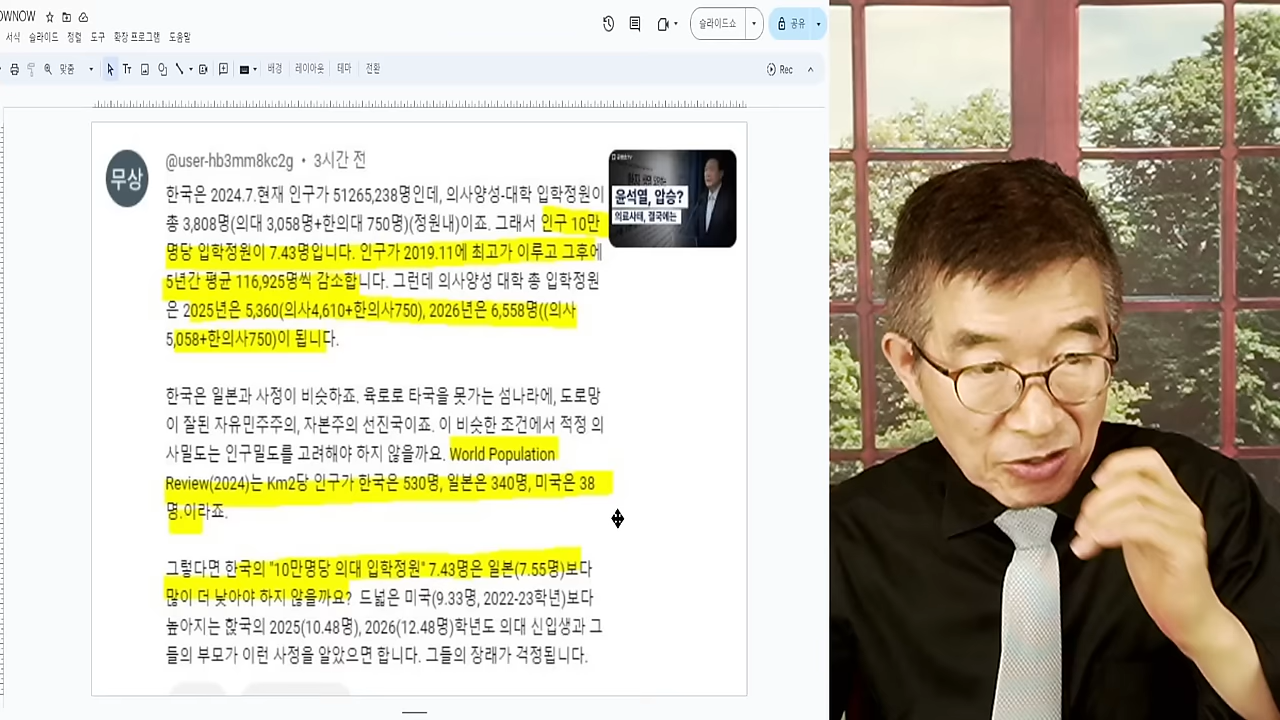 OWNOW
서식 슬라이드 정렬 도구 확장 프로그램 도움말
슬라이드쇼
공유
맞춤
배경 레이아웃 테마 전환
Rec
무상
@user-hb3mm8kc2g • 3시간 전
한국은 2024.7.현재 인구가 51265,238명인데, 의사양성-대학 입학정원이
총 3,808명(의대 3,058명+한의대 750명)(정원내)이죠. 그래서 인구 10만
명당 입학정원이 7.43명입니다. 인구가 2019.11에 최고가 이루고 그후에
5년간 평균 116,925명씩 감소합니다. 그런데 의사양성 대학 총 입학정원
은 2025년은 5,360(의사4,610+한의사750), 2026년은 6,558명((의사
5,058+한의사750)이 됩니다.
한국은 일본과 사정이 비슷하죠. 육로로 타국을 못가는 섬나라에, 도로망
이 잘된 자유민주주의, 자본주의 선진국이죠. 이 비슷한 조건에서 적정 의
사밀도는 인구밀도를 고려해야 하지 않을까요. World Population
Review(2024)는 Km2당 인구가 한국은 530명, 일본은 340명, 미국은 38
명.이라죠.
그렇다면 한국의 "10만명당 의대 입학정원" 7.43명은 일본(7.55명)보다
많이 더 낮아야 하지 않을까요? 드넓은 미국(9.33명, 2022-23학년)보다
높아지는 핝국의 2025(10.48명), 2026(12.48명)학년도 의대 신입생과 그
들의 부모가 이런 사정을 알았으면 합니다. 그들의 장래가 걱정됩니다.
윤석열, 압승?
의료사태, 결국에는